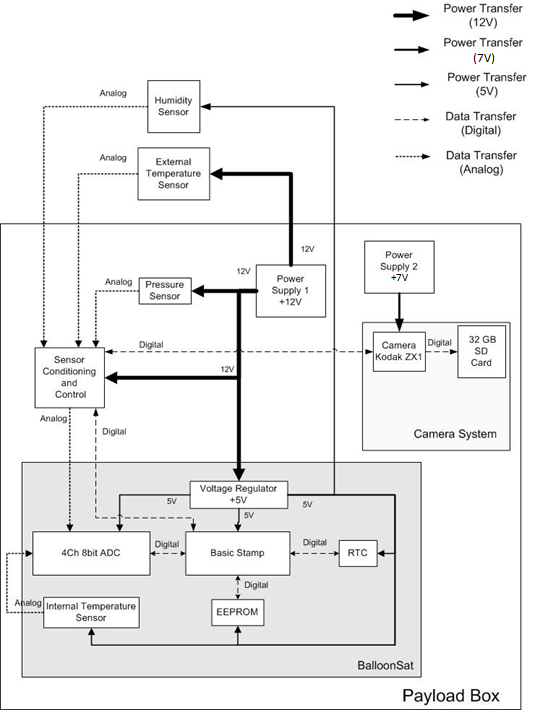 Power Transfer
(12V)
Power Transfer
(7V)
Power Transfer
(5V)
Data Transfer
(Digital)
Data Transfer
(Analog)
Analog
Humidity
Sensor
Analog
External
Temperature
Sensor
12V
12V
Analog
Pressure
Sensor
Power
Supply 1
+12V
Power
Supply 2
+7V
Digital
Sensor
Conditioning
and
Control
12V
Camera
Kodak ZX1
Digital
32 GB
SD
Card
Camera System
Analog
Digital
Voltage Regulator
+5V
5V
5V
5V
4Ch 8bit ADC
Digital
Basic Stamp
Digital
RTC
Digital
Analog
Internal Temperature
Sensor
EEPROM
BalloonSat
Payload Box